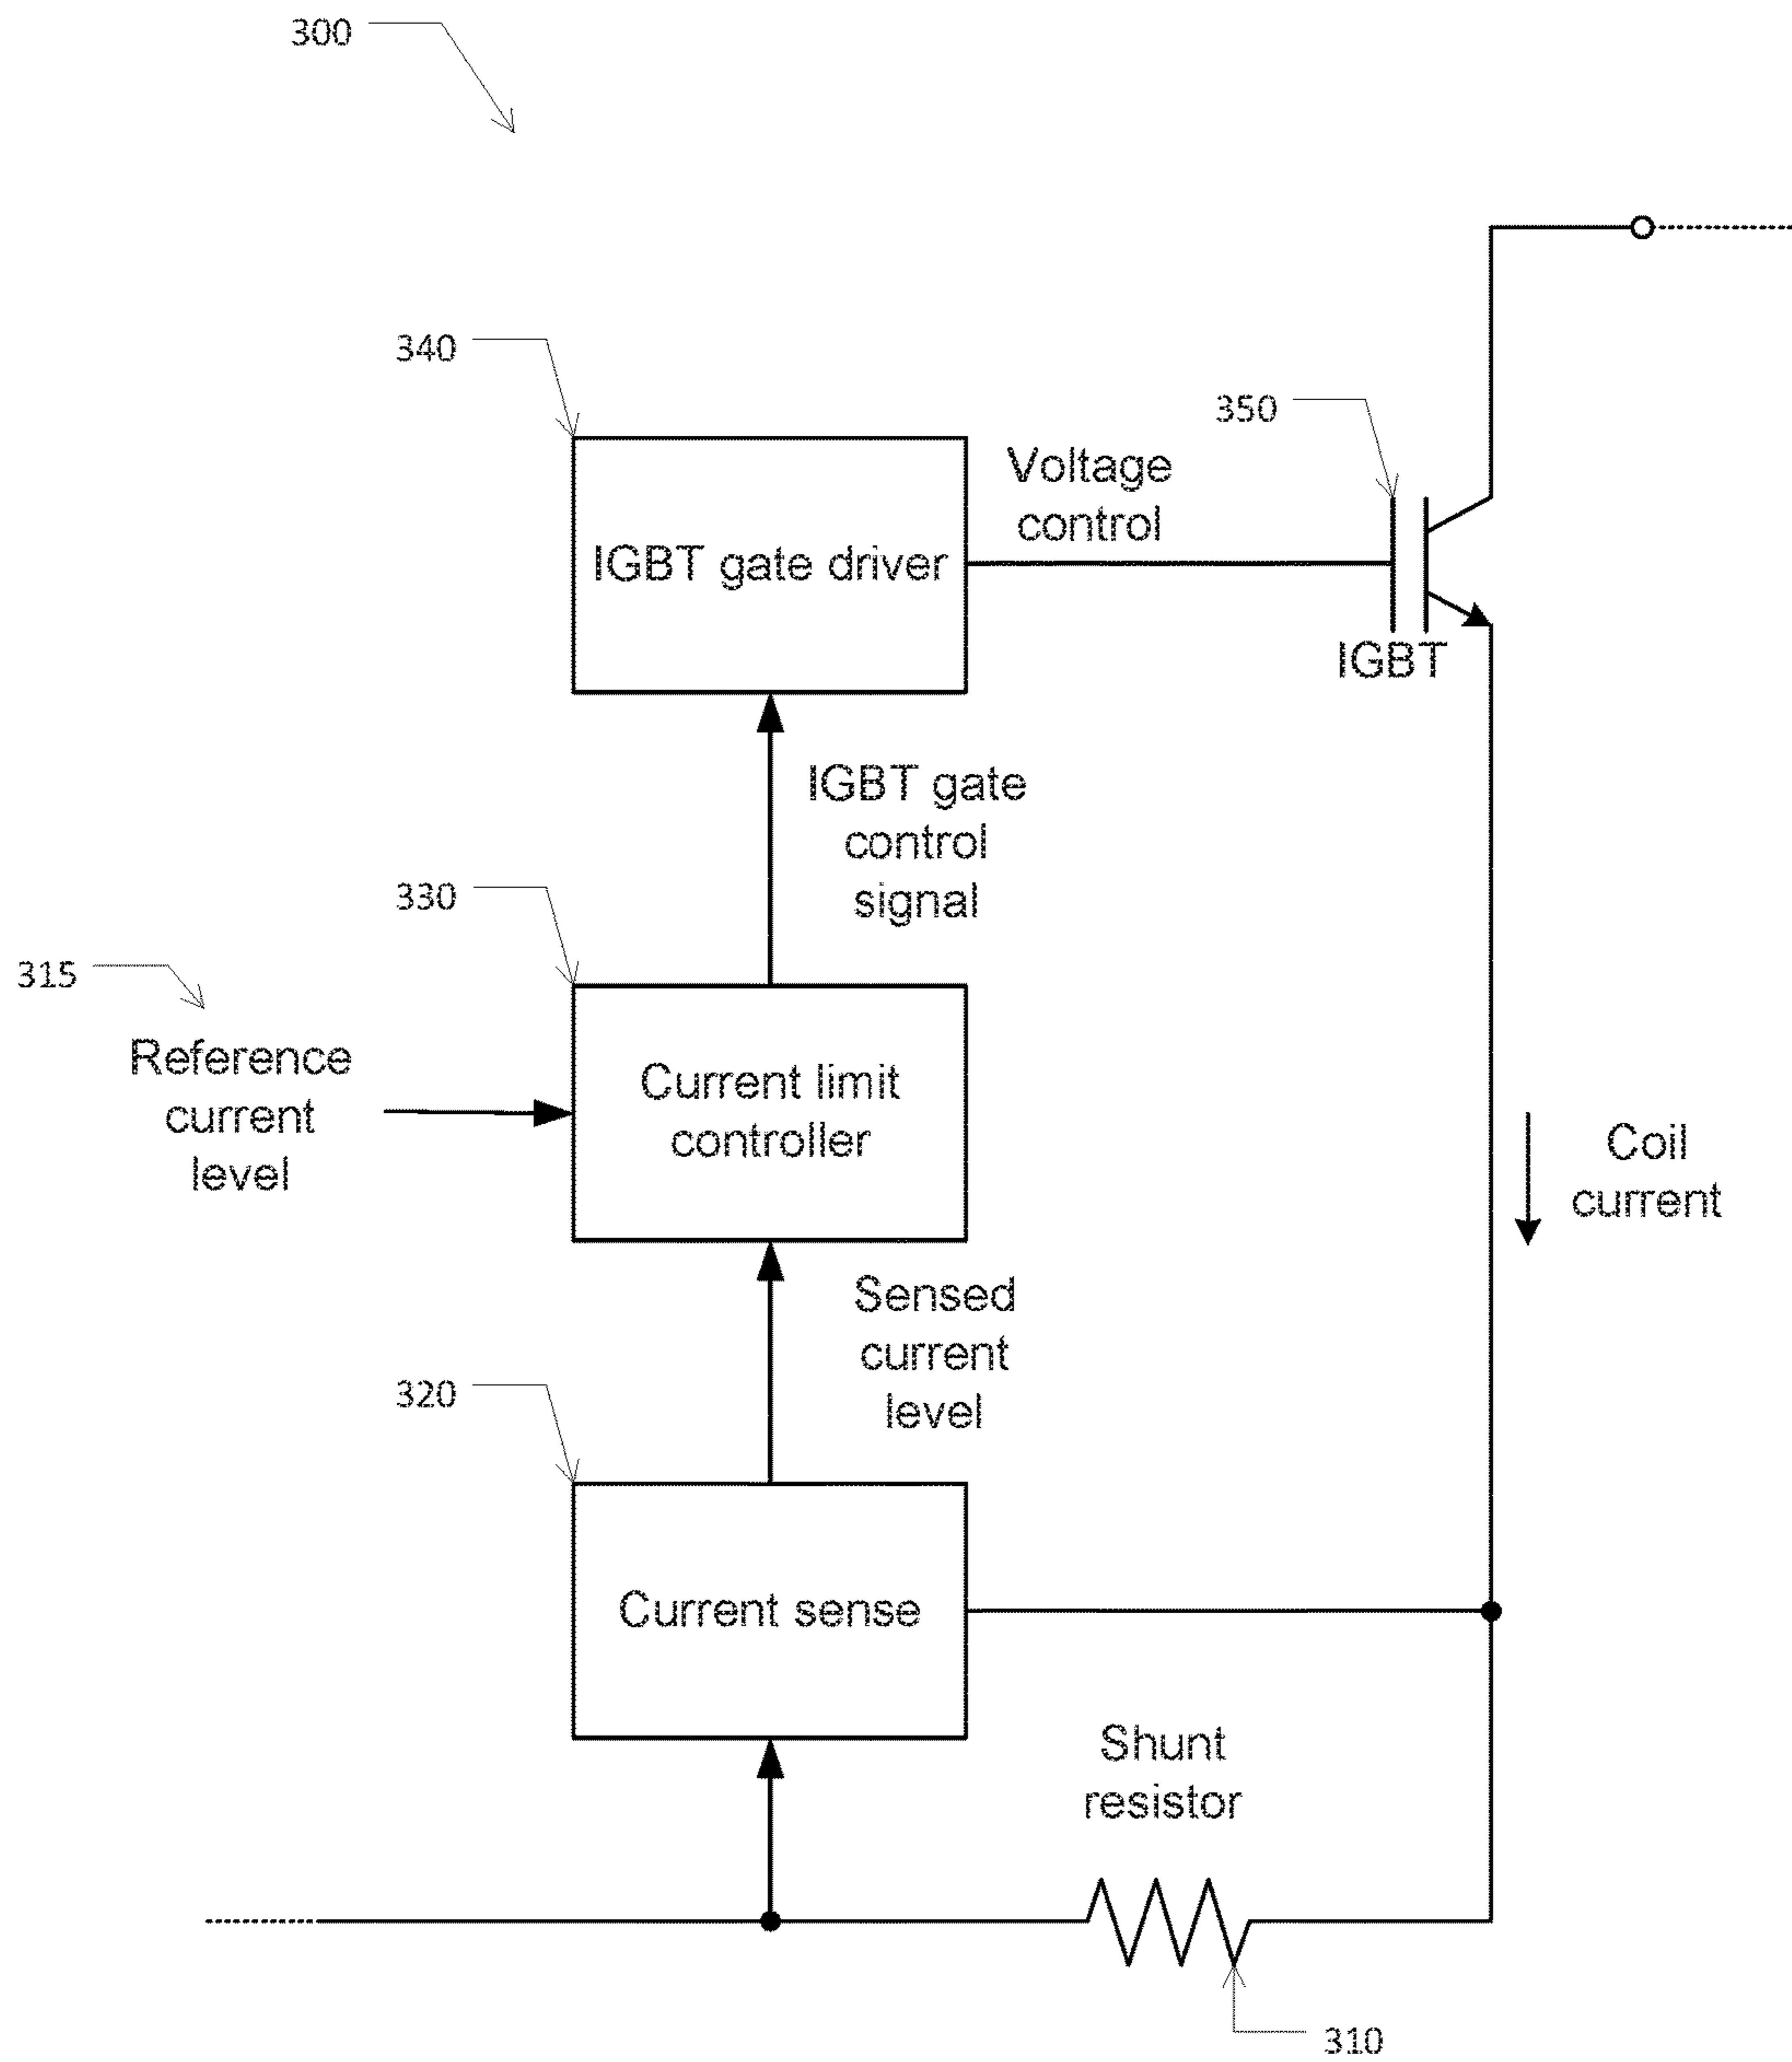 300
340
350
Voltage
control
IGBT gate driver
IGBT
IGBT gate
control
signal
330
315
Reference
current
level
Current limit
controller
Coil
current
Sensed
current
level
320
Current sense
Shunt
resistor
310